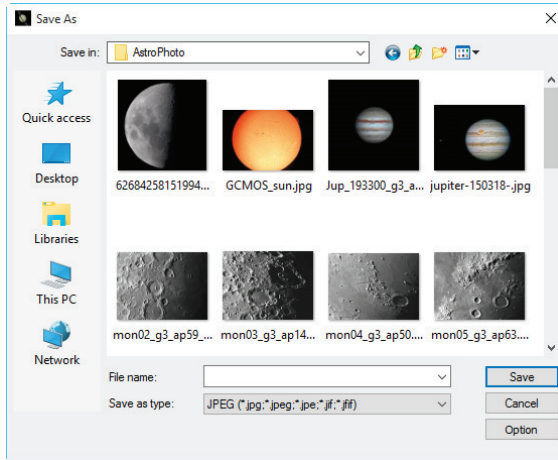 Save As
Save in:
AstroPhoto
Quick access
Desktop
Libraries
This PC
Network
62684258151994...
GCMOS_sun.jpg
Jup_193300_g3_a...
jupiter-150318-.jpg
mon02_g3_ap59_...
mon03_g3_ap14...
mon04_g3_ap50....
mon05_g3_ap63....
File name:
Save
Save as type:
JPEG (*.jpg;*.jpeg;*.jpe;*.jif;*.jfif)
Cancel
Option